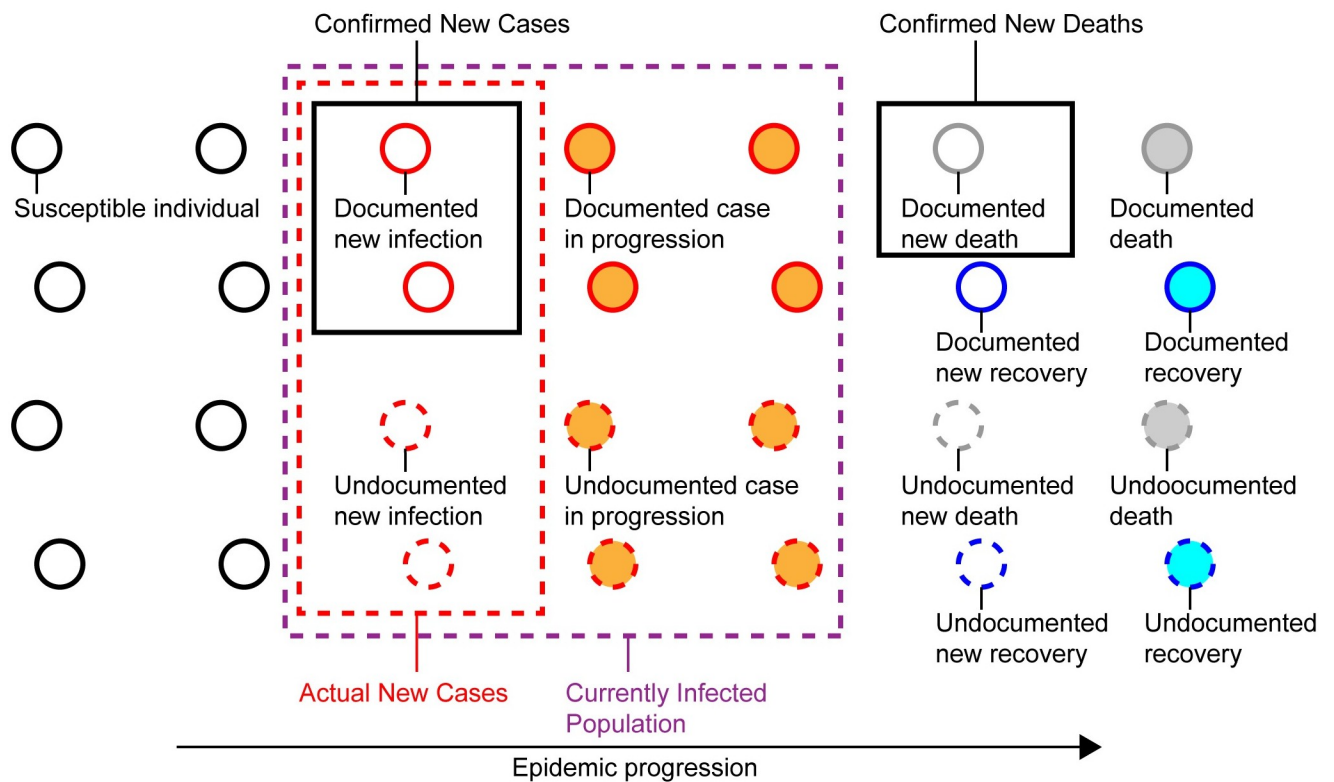 Confirmed New Cases
Confirmed New Deaths
Susceptible individual
Documented
new infection
Documented case
in progression
Documented
new death
Documented
death
Documented
new recovery
Documented
recovery
Undocumented
new infection
Undocumented case
in progression
Undocumented
new death
Undoocumented
death
Undocumented
new recovery
Undocumented
recovery
Actual New Cases
Currently Infected
Population
Epidemic progression